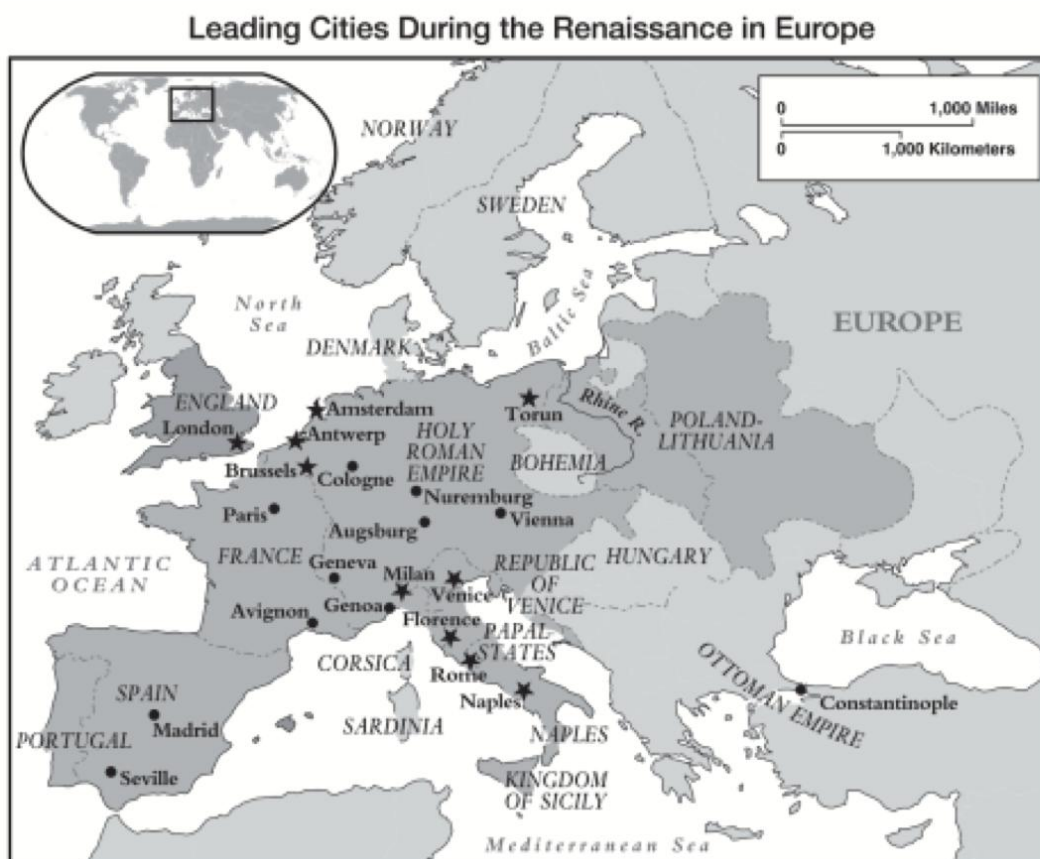 Leading Cities During the Renaissance in Europe
0 1,000 Miles
0 1,000 Kilometers
NORWAY
SWEDEN
North
Sea
Baltic Sea
EUROPE
DENMARK
ENGLAND
London
Amsterdam
Antwerp
Torun
Rhine R.
POLAND-
LITHUANIA
HOLY
ROMAN
EMPIRE
BOHEMIA
Brussels
Cologne
Nuremburg
Paris
Augsburg
Vienna
ATLANTIC
OCEAN
FRANCE
Geneva
Milan
REPUBLIC
OF
VENICE
HUNGARY
Venice
Avignon
Genoa
Florence
PAPAL
STATES
Black Sea
CORSICA
Rome
OTTOMAN EMPIRE
Constantinople
SPAIN
Madrid
Naples
SARDINIA
PORTUGAL
NAPLES
Seville
KINGDOM
OF SICILY
Mediterranean Sea